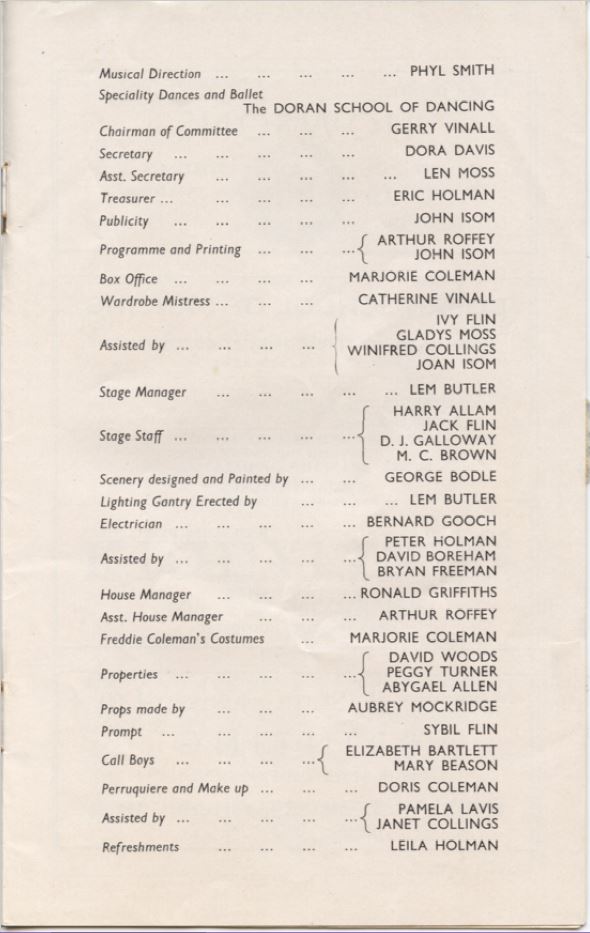 Musical Direction ... ... ... ... ... PHYL SMITH
Speciality Dances and Ballet
The DORAN SCHOOL OF DANCING
Chairman of Committee ... ... ... GERRY VINALL
Secretary ... ... ... ... ... DORA DAVIS
Asst. Secretary ... ... ... ... ... LEN MOSS
Treasurer ... ... ... ... ... ERIC HOLMAN
Publicity ... ... ... ... ... JOHN ISOM
ARTHUR ROFFEY
Programme and Printing ... ... ...
JOHN ISOM
Box Office ... ... ... ... ... MARJORIE COLEMAN
Wardrobe Mistress ... ... ... CATHERINE VINALL
IVY FLIN
GLADYS MOSS
Assisted by ... ... ... ... WINIFRED COLLINGS
JOAN ISOM
Stage Manager ... ... ... ... ... LEM BUTLER
HARRY ALLAM
JACK FLIN
Stage Staff ... ... ... ... ... D. J. GALLOWAY
M. C. BROWN
Scenery designed and Painted by ... ... GEORGE BODLE
Lighting Gantry Erected by ... ... ... LEM BUTLER
Electrician ... ... ... ... ... BERNARD GOOCH
PETER HOLMAN
Assisted by ... ... ... ... ... DAVID BOREHAM
BRYAN FREEMAN
House Manager ... ... ... ... RONALD GRIFFITHS
Asst. House Manager ... ... ... ARTHUR ROFFEY
Freddie Coleman's Costumes ... MARJORIE COLEMAN
DAVID WOODS
Properties ... ... ... ... ... PEGGY TURNER
ABYGAEL ALLEN
Props made by ... ... ... AUBREY MOCKRIDGE
Prompt ... ... ... ... ... SYBIL FLIN
ELIZABETH BARTLETT
Call Boys ... ... ... ...
MARY BEASON
Perruquiere and Make up ... ... ... DORIS COLEMAN
PAMELA LAVIS
Assisted by ... ... ... ... ...
JANET COLLINGS
Refreshments ... ... ... ... LEILA HOLMAN